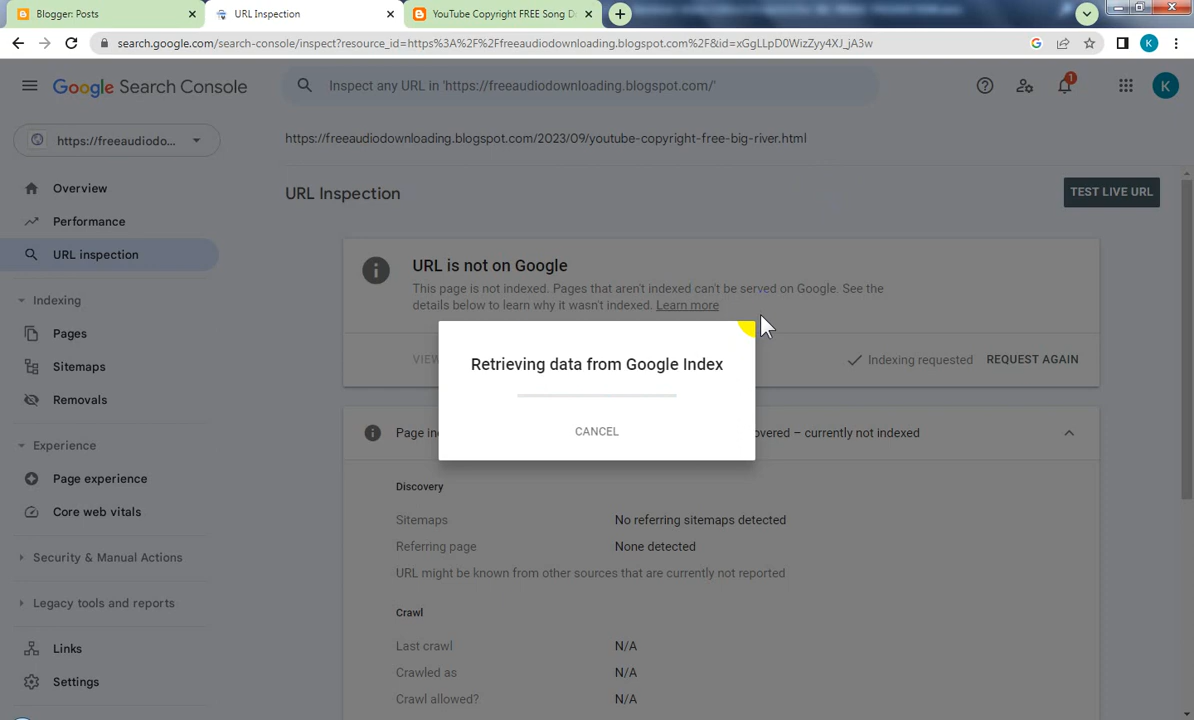 Blogger: Posts
URL Inspection
YouTube Copyright FREE Song D
search.google.com/search-console/inspect?resource_id=https%3A%2F%2Ffreeaudiodownloading.blogspot.com%2F&id=xGgLLpD0WizZyy4XJ_jA3w
K
Google Search Console
Inspect any URL in 'https://freeaudiodownloading.blogspot.com/'
1
K
https://freeaudiodo...
https://freeaudiodownloading.blogspot.com/2023/09/youtube-copyright-free-big-river.html
Overview
Performance
URL inspection
Indexing
Pages
Sitemaps
Removals
Experience
Page experience
Core web vitals
Security & Manual Actions
Legacy tools and reports
Links
Settings
URL Inspection
TEST LIVE URL
URL is not on Google
This page is not indexed. Pages that aren't indexed can't be served on Google. See the
details below to learn why it wasn't indexed. Learn more
VIEW
Indexing requested
REQUEST AGAIN
Retrieving data from Google Index
CANCEL
Page in
overed – currently not indexed
Discovery
Sitemaps No referring sitemaps detected
Referring page None detected
URL might be known from other sources that are currently not reported
Crawl
Last crawl N/A
Crawled as N/A
Crawl allowed? N/A